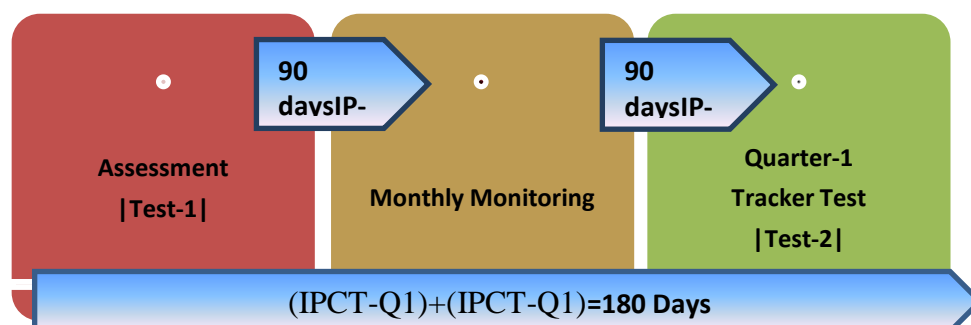 90
daysIP-
90
daysIP-
Assessment
|Test-1|
Monthly Monitoring
Quarter-1
Tracker Test
|Test-2|
(IPCT-Q1)+(IPCT-Q1)=180 Days